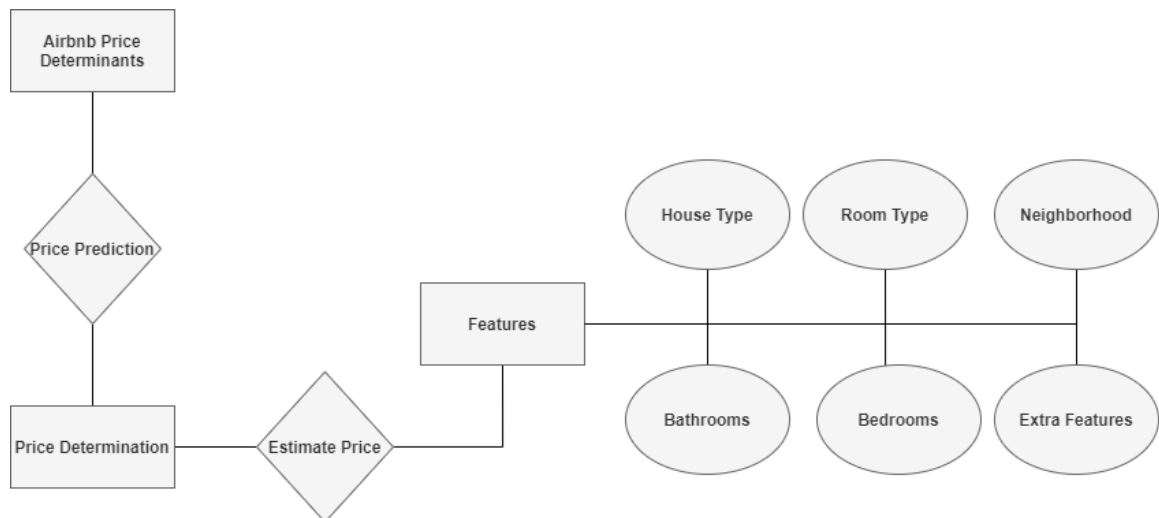 Airbnb Price
Determinants
Price Prediction
House Type
Room Type
Neighborhood
Features
Bathrooms
Bedrooms
Extra Features
Price Determination
Estimate Price